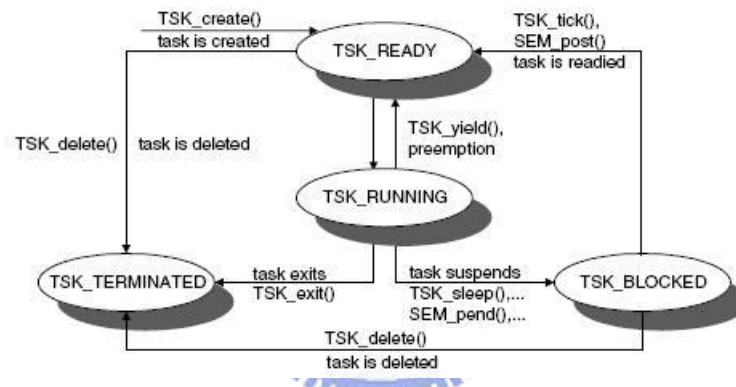 TSK_create()
task is created
TSK_READY
TSK_tick(),
SEM_post()
task is readied
TSK_delete()
task is deleted
TSK_yield(),
preemption
TSK_RUNNING
TSK_TERMINATED
task exits
TSK_exit()
task suspends
TSK_sleep(),...
SEM_pend(),...
TSK_BLOCKED
TSK_delete()
task is deleted